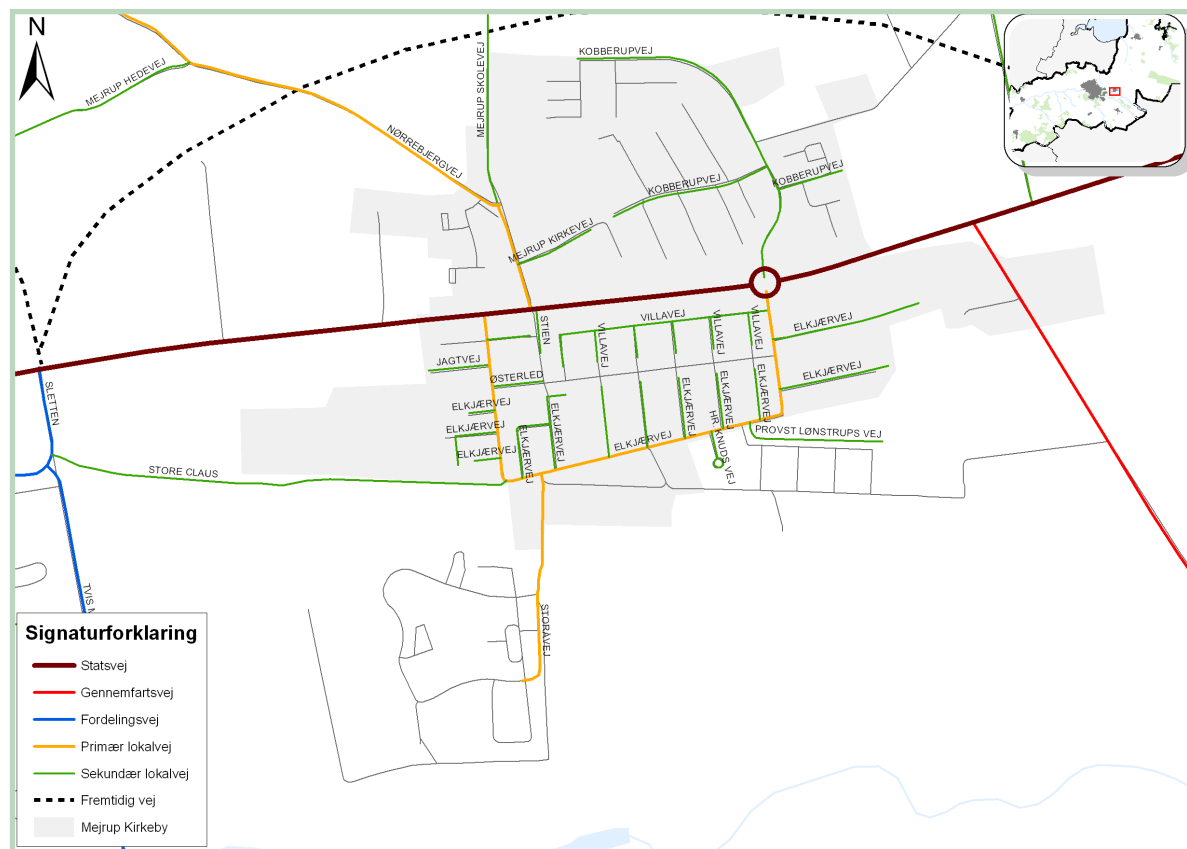 N
KOBBERUPVEJ
MEJRUP HEDEVEJ
MEJRUP SKOLEVEJ
NØRREBJERGVEJ
KOBBERUPVEJ
KOBBERUPVEJ
MEJRUP KIRKEVEJ
STIEN
VILLAVEJ
VILLAVEJ
VILLAVEJ
VILLAVEJ
ELKJÆRVEJ
JAGTVEJ
ØSTERLED
ELKJÆRVEJ
SLETTEN
ELKJÆRVEJ
ELKJÆRVEJ
ELKJÆRVEJ
ELKJÆRVEJ
ELKJÆRVEJ
ELKJÆRVEJ
ELKJÆRVEJ
ELKJÆRVEJ
ELKJÆRVEJ
ELKJÆRVEJ
HR. KNUDS VEJ
PROVST LØNSTRUPS VEJ
STORE CLAUS
TVIS M
STORÅVEJ
Signaturforklaring
Statsvej
Gennemfartsvej
Fordelingsvej
Primær lokalvej
Sekundær lokalvej
Fremtidig vej
Mejrup Kirkeby